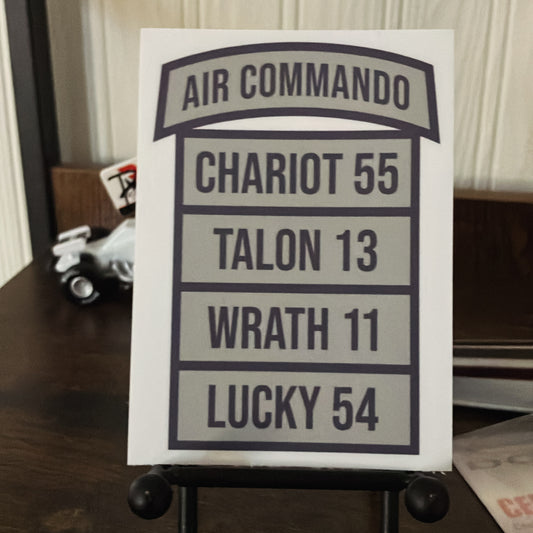 AIR COMMANDO
CHARIOT 55
TALON 13
WRATH 11
LUCKY 54